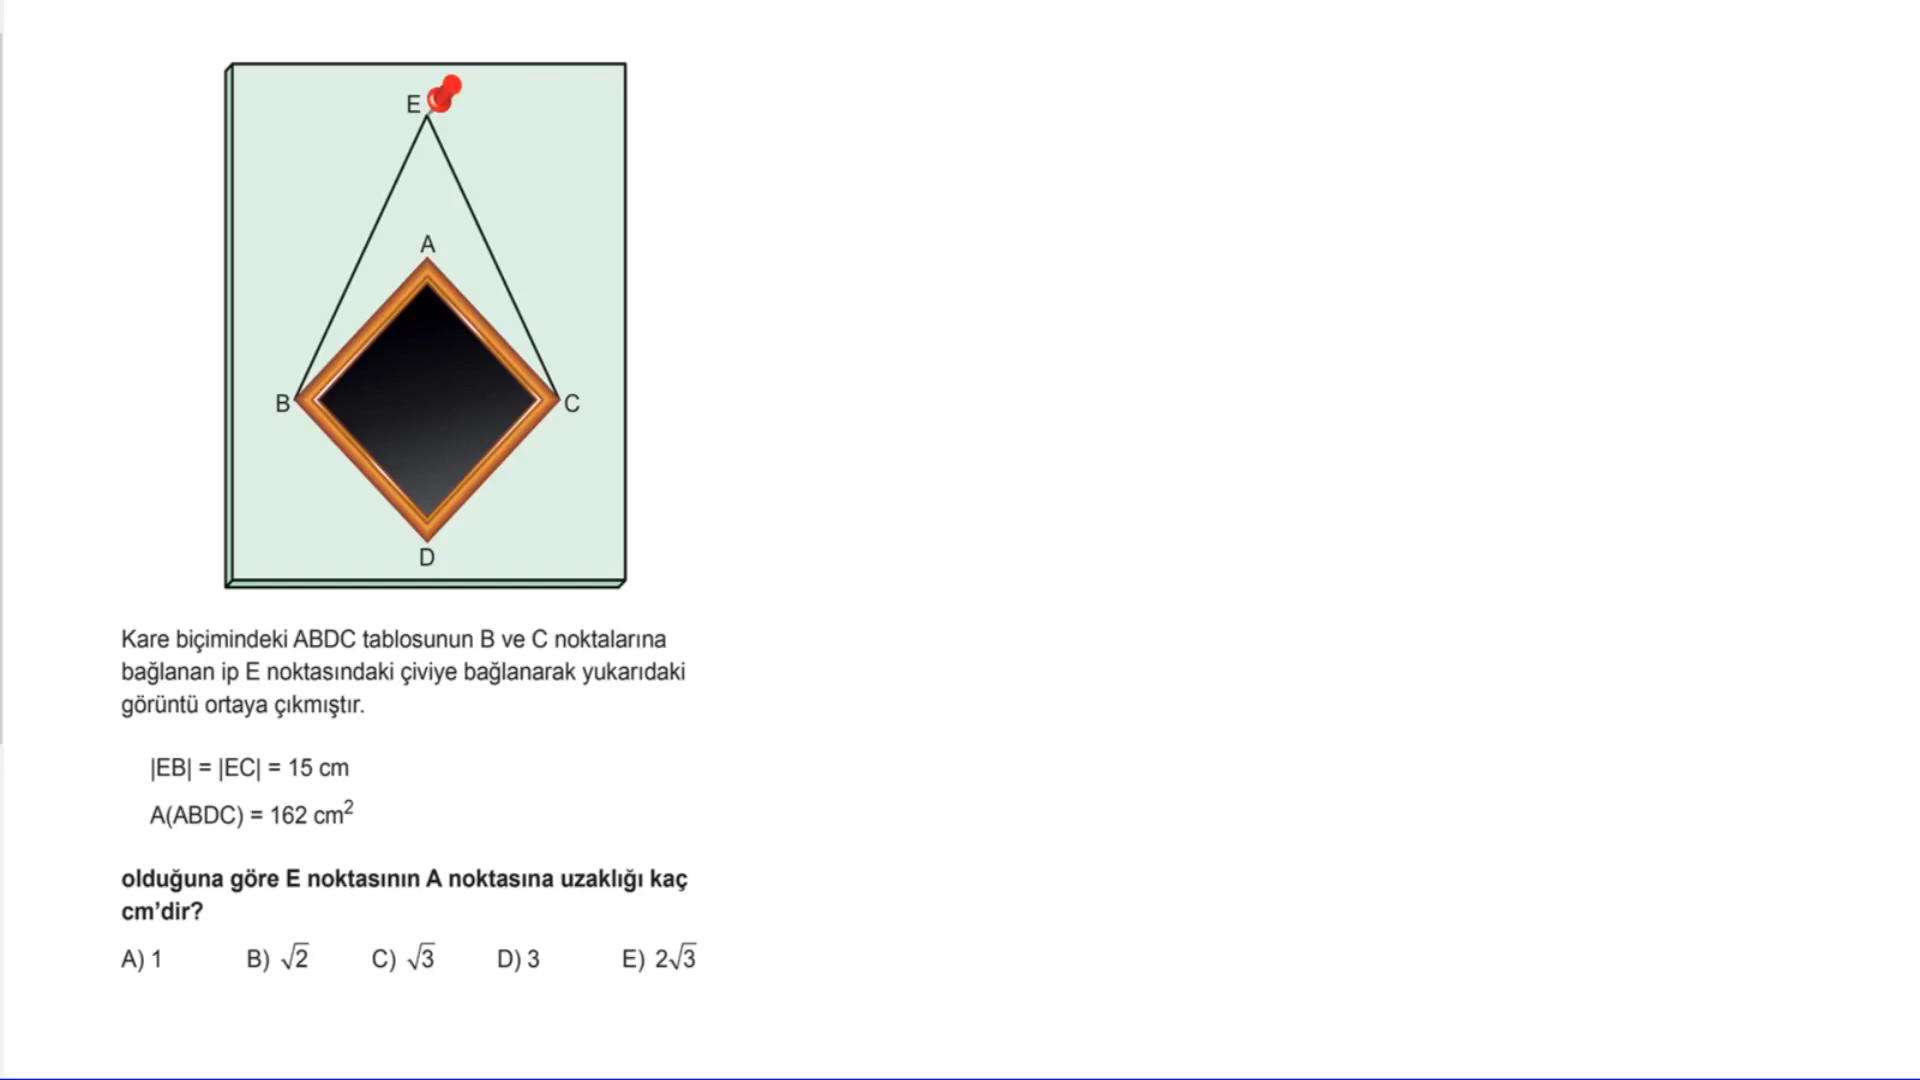 E
A
B
C
D
Kare biçimindeki ABDC tablosunun B ve C noktalarına
bağlanan ip E noktasındaki çiviye bağlanarak yukarıdaki
görüntü ortaya çıkmıştır.
|EB| = |EC| = 15 cm
A(ABDC) = 162 cm²
olduğuna göre E noktasının A noktasına uzaklığı kaç
cm’dir?
A) 1 B) √2 C) √3 D) 3 E) 2√3